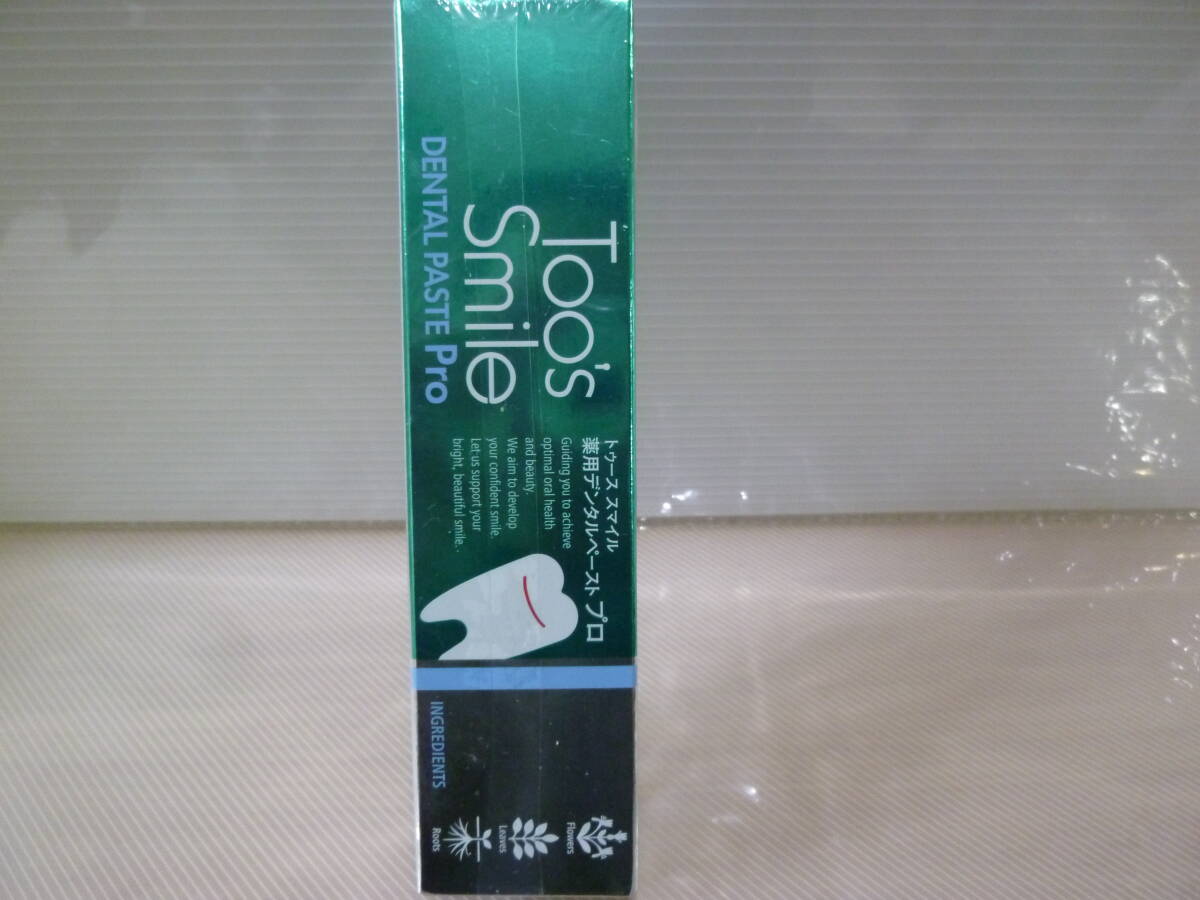 Too's
Smile
DENTAL PASTE Pro
トゥース スマイル
薬用デンタルペースト プロ
Guiding you to achieve
optimal oral health
and beauty.
We aim to develop
your confident smile.
Let us support your
bright, beautiful smile.
INGREDIENTS
Flowers
Leaves
Roots